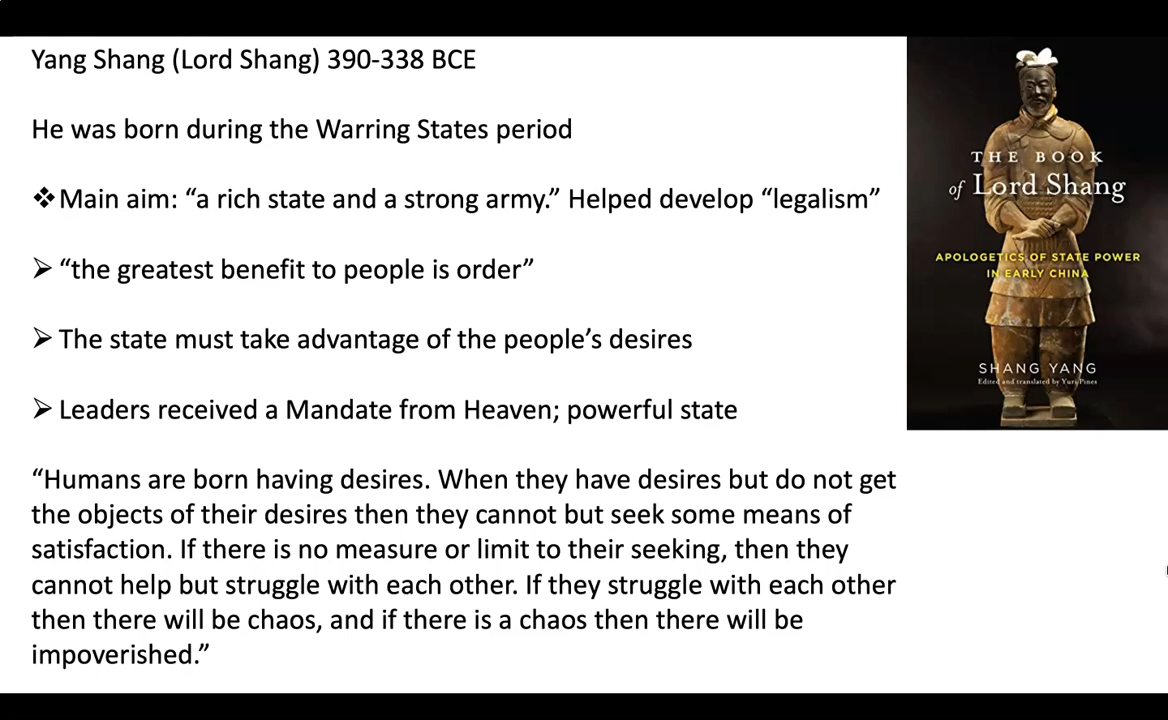 Yang Shang (Lord Shang) 390-338 BCE
He was born during the Warring States period
❖Main aim: “a rich state and a strong army.” Helped develop “legalism”
➢ “the greatest benefit to people is order”
➢ The state must take advantage of the people’s desires
➢ Leaders received a Mandate from Heaven; powerful state
“Humans are born having desires. When they have desires but do not get
the objects of their desires then they cannot but seek some means of
satisfaction. If there is no measure or limit to their seeking, then they
cannot help but struggle with each other. If they struggle with each other
then there will be chaos, and if there is a chaos then there will be
impoverished.”
THE BOOK
of Lord Shang
APOLOGETICS OF STATE POWER
IN EARLY CHINA
SHANG YANG
Edited and translated by Yuri Pines